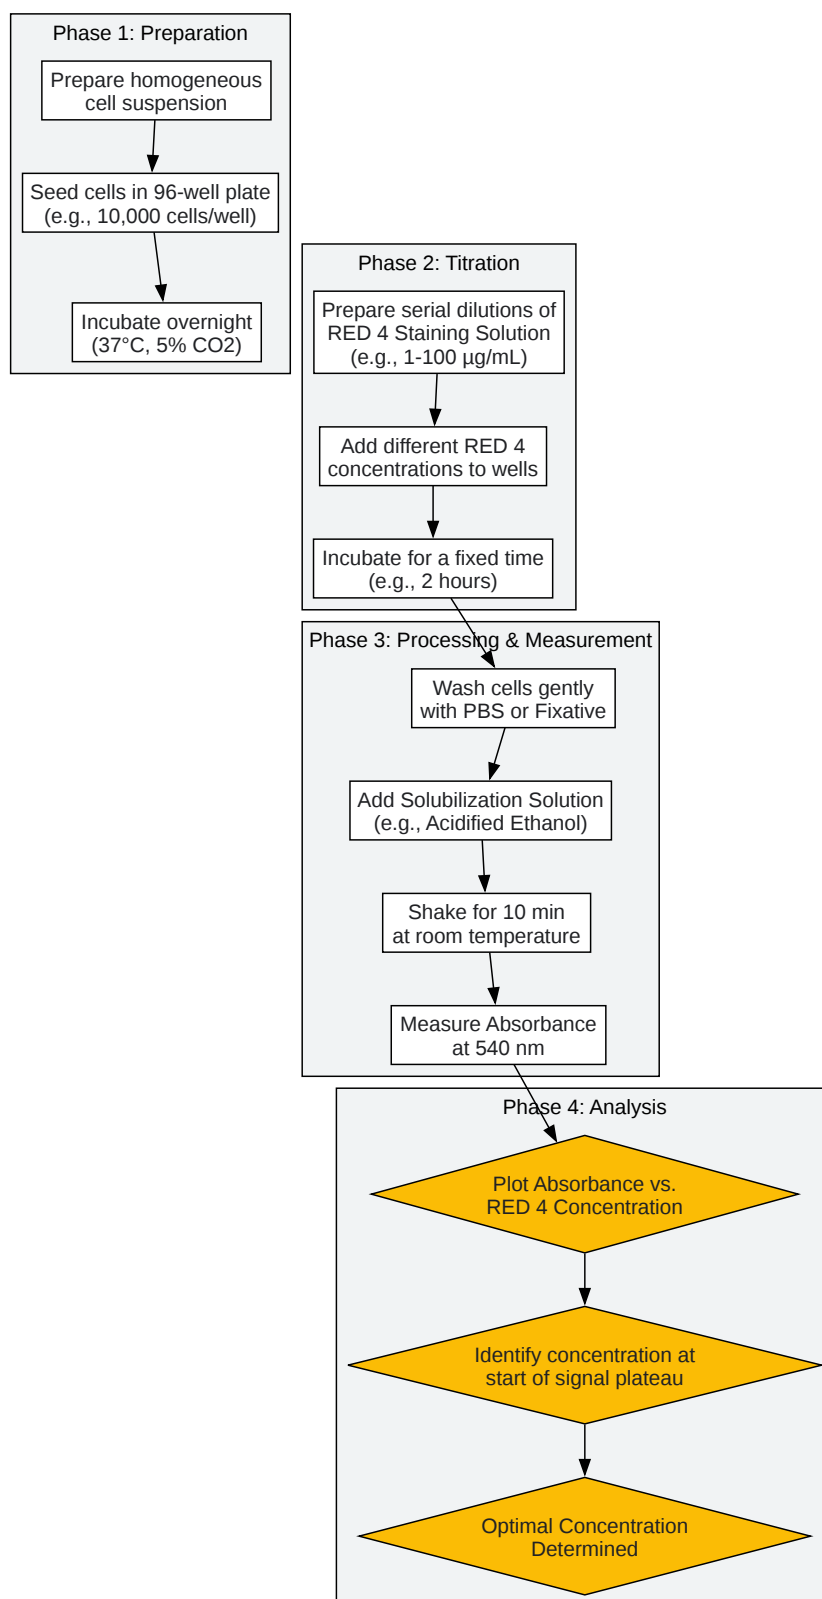 Phase 1: Preparation
Prepare homogeneous
cell suspension
Seed cells in 96-well plate
(e.g., 10,000 cells/well)
Incubate overnight
(37°C, 5% CO2)
Phase 2: Titration
Prepare serial dilutions of
RED 4 Staining Solution
(e.g., 1-100 µg/mL)
Add different RED 4
concentrations to wells
Incubate for a fixed time
(e.g., 2 hours)
Phase 3: Processing & Measurement
Wash cells gently
with PBS or Fixative
Add Solubilization Solution
(e.g., Acidified Ethanol)
Shake for 10 min
at room temperature
Measure Absorbance
at 540 nm
Phase 4: Analysis
Plot Absorbance vs.
RED 4 Concentration
Identify concentration at
start of signal plateau
Optimal Concentration
Determined